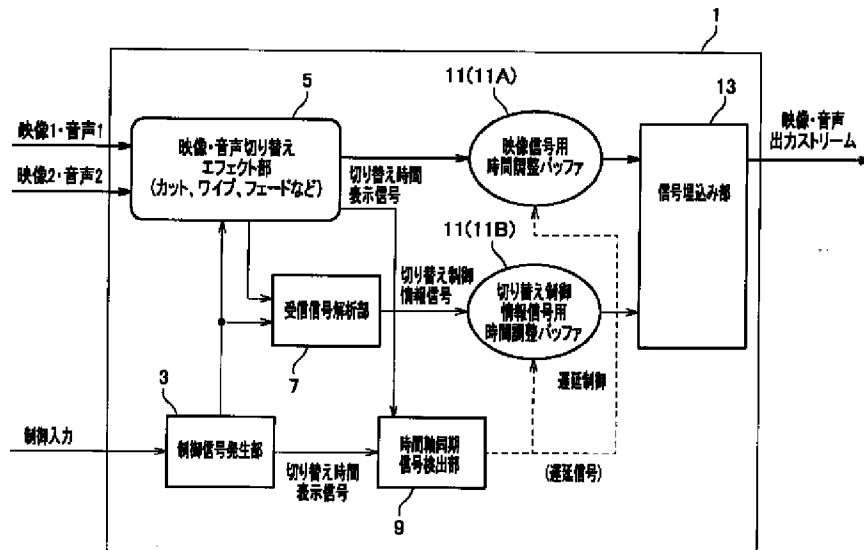 1
5
11(11A)
13
映像1・音声1
映像2・音声2
映像・音声切り替え
エフェクト部
(カット、ワイプ、フェードなど)
切り替え時間
表示信号
映像信号用
時間調整バッファ
信号埋込み部
映像・音声
出力ストリーム
11(11B)
受信信号解析部
7
切り替え制御
情報信号
切り替え制御
情報信号用
時間調整バッファ
遅延制御
3
制御入力
制御信号発生部
切り替え時間
表示信号
時間軸同期
信号検出部
9
(遅延信号)